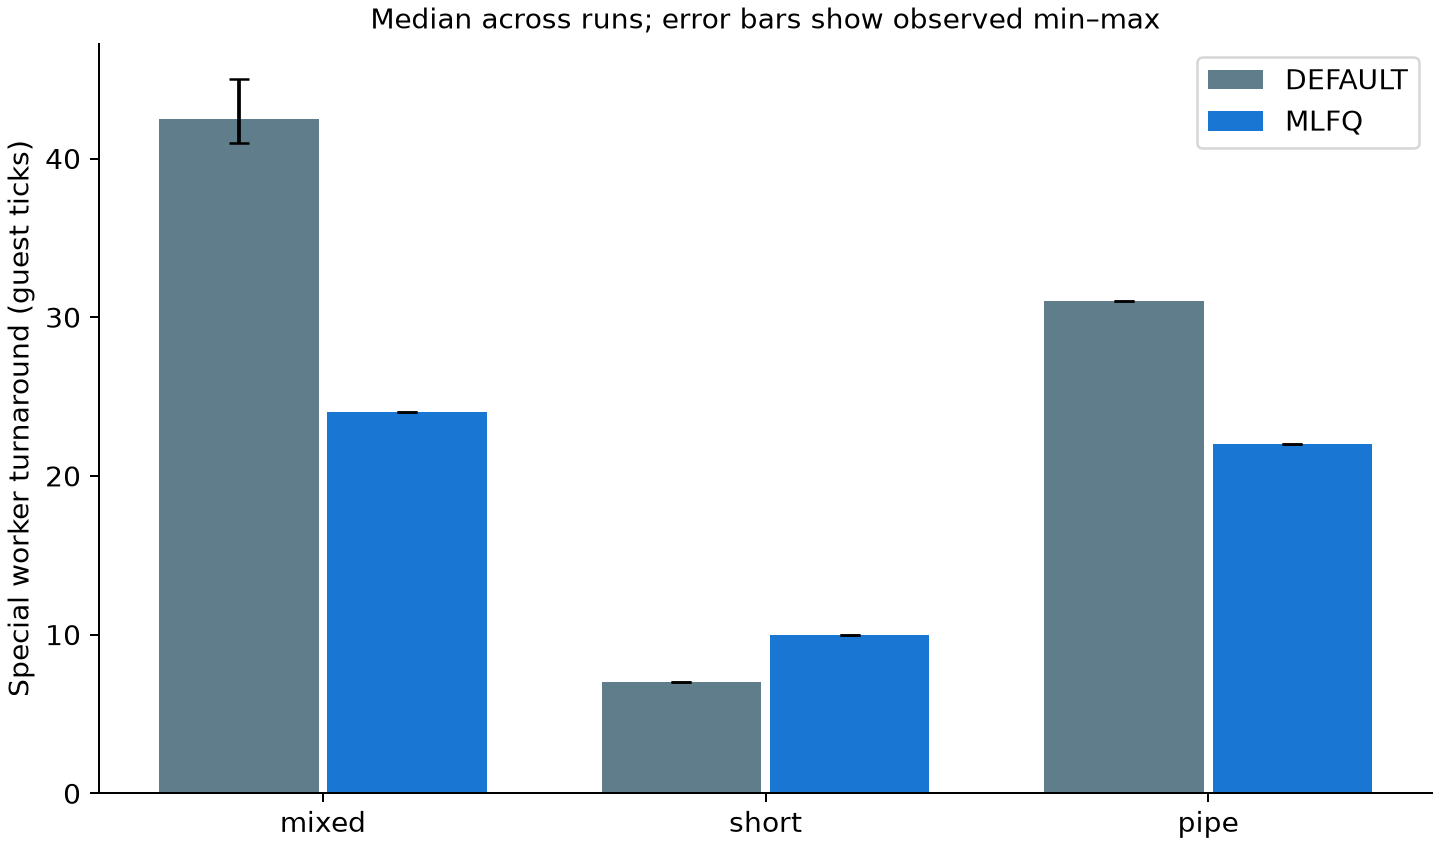 Median across runs; error bars show observed min–max
DEFAULT
MLFQ
Special worker turnaround (guest ticks)
40
30
20
10
0
mixed
short
pipe